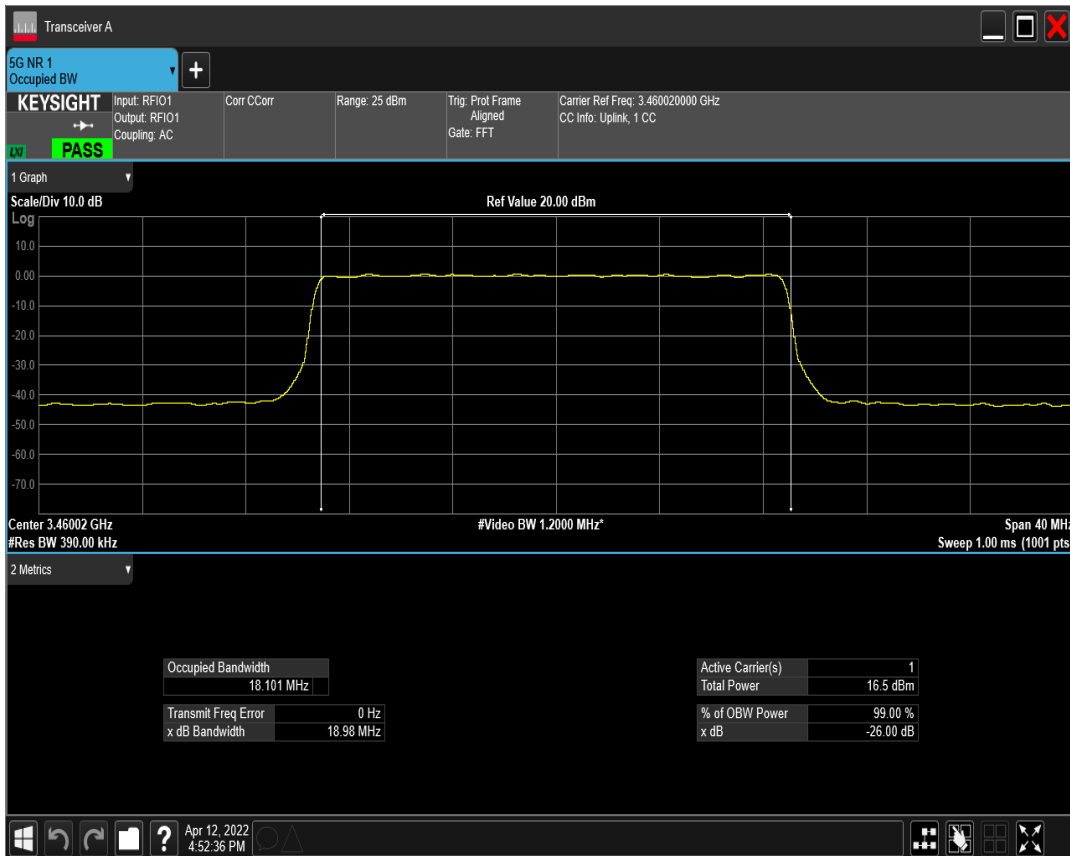 Transceiver A
5G NR 1
Occupied BW
+
KEYSIGHT
LXI
PASS
Input: RFIO1
Output: RFIO1
Coupling: AC
Corr CCorr
Range: 25 dBm
Trig: Prot Frame
Aligned
Gate: FFT
Carrier Ref Freq: 3.460020000 GHz
CC Info: Uplink, 1 CC
1 Graph
Scale/Div 10.0 dB
Ref Value 20.00 dBm
Log
10.0
0.00
-10.0
-20.0
-30.0
-40.0
-50.0
-60.0
-70.0
Center 3.46002 GHz
#Video BW 1.2000 MHz*
Span 40 MHz
#Res BW 390.00 kHz
Sweep 1.00 ms (1001 pts
2 Metrics
Occupied Bandwidth
18.101 MHz
Transmit Freq Error 0 Hz
x dB Bandwidth 18.98 MHz
Active Carrier(s) 1
Total Power 16.5 dBm
% of OBW Power 99.00 %
x dB -26.00 dB
?
Apr 12, 2022
4:52:36 PM